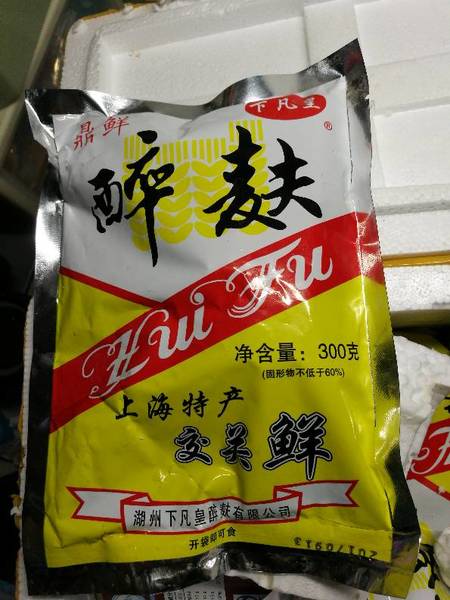 下凡皇
鼎鲜
®
醉麸
Hui Fu
净含量：300克
(固形物不低于60%)
上海特产
交关鲜
湖州下凡皇醉麸有限公司
开袋即可食